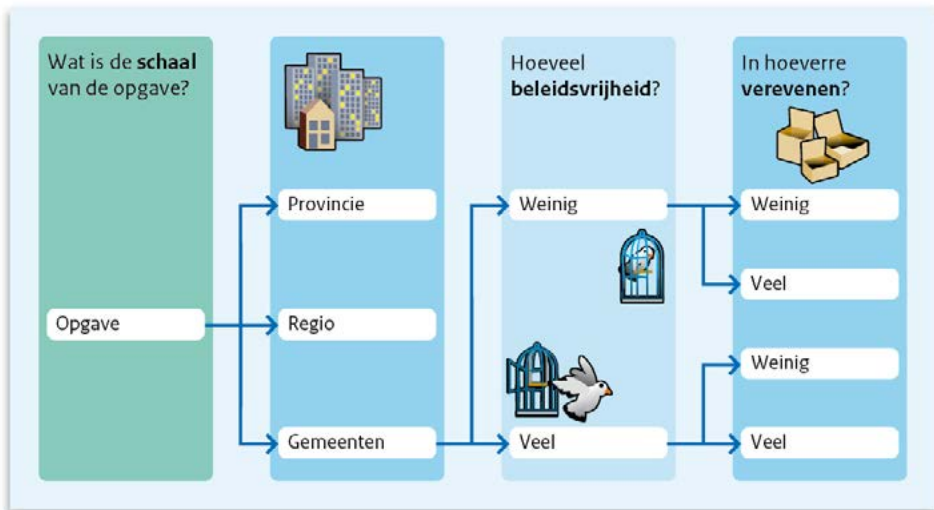 Wat is de schaal
van de opgave?
Opgave
Provincie
Regio
Gemeenten
Hoeveel
beleidsvrijheid?
Weinig
Veel
In hoeverre
verevenen?
Weinig
Veel
Weinig
Veel